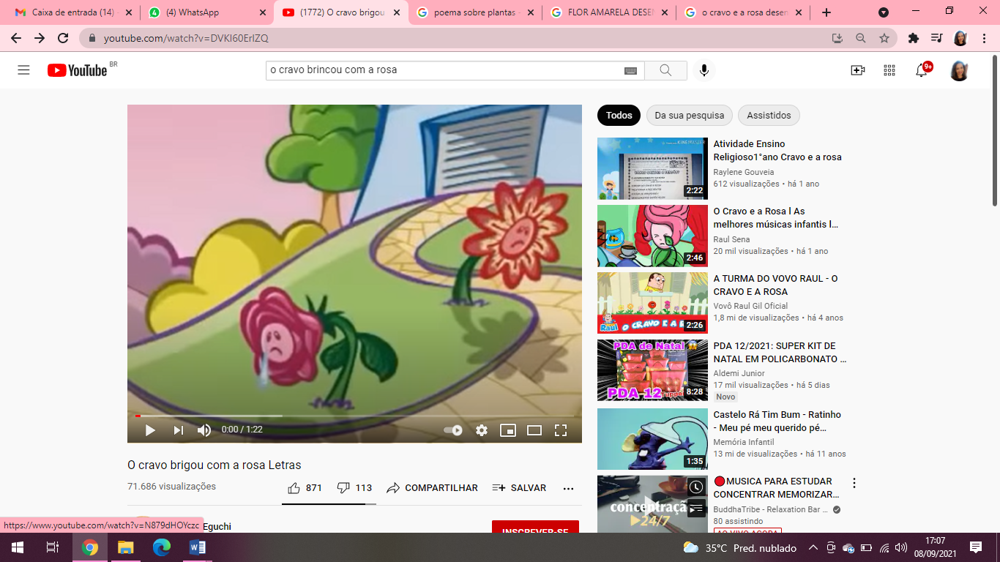 Caixa de entrada (14) -
(4) WhatsApp
(1772) O cravo brigou
poema sobre plantas -
FLOR AMARELA DESEN
o cravo e a rosa desen
youtube.com/watch?v=DVKI60ErIZQ
YouTube BR
o cravo brincou com a rosa
9+
Todos
Da sua pesquisa
Assistidos
KINEMASTER
2:22
Atividade Ensino
Religioso1°ano Cravo e a rosa
Raylene Gouveia
612 visualizações • há 1 ano
2:46
O Cravo e a Rosa l As
melhores músicas infantis l...
Raul Sena
20 mil visualizações • há 1 ano
Raul
O CRAVO E A
2:26
A TURMA DO VOVO RAUL - O
CRAVO E A ROSA
Vovô Raul Gil Oficial
1,8 mi de visualizações • há 4 anos
PDA de Natal
PDA 12
8:28
PDA 12/2021: SUPER KIT DE
NATAL EM POLICARBONATO ...
Aldemi Junior
17 mil visualizações • há 5 dias
Novo
1:35
Castelo Rá Tim Bum - Ratinho
- Meu pé meu querido pé...
Memória Infantil
13 mi de visualizações • há 11 anos
concentração
24/7
MUSICA PARA ESTUDAR
CONCENTRAR MEMORIZAR...
BuddhaTribe - Relaxation Bar ...
80 assistindo
AO VIVO AGORA
0:00 / 1:22
O cravo brigou com a rosa Letras
71.686 visualizações
871
113
COMPARTILHAR
SALVAR
Eguchi
INSCREVER-SE
https://www.youtube.com/watch?v=N879dHOYczc
35°C Pred. nublado
17:07
08/09/2021